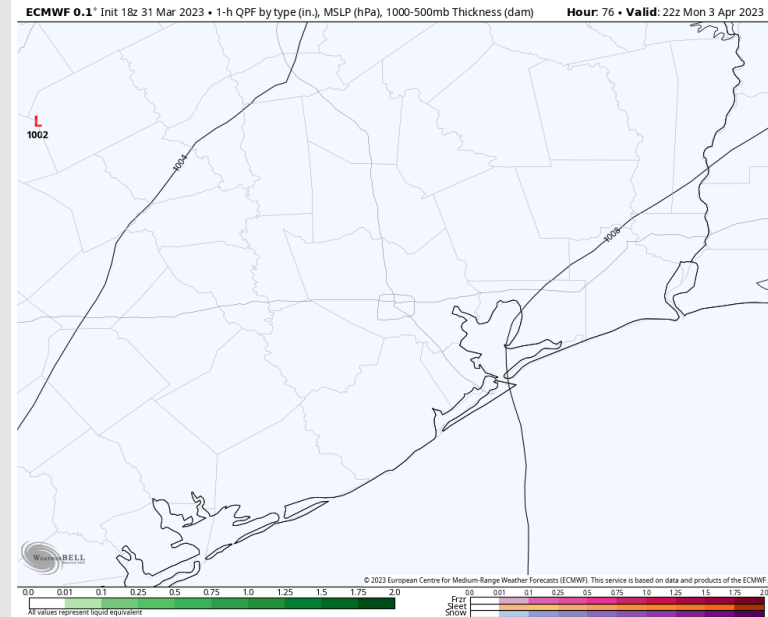 ECMWF 0.1° Init 18z 31 Mar 2023 • 1-h QPF by type (in.), MSLP (hPa), 1000-500mb Thickness (dam) Hour: 76 • Valid: 22z Mon 3 Apr 2023
L
1002
1004
1008
WEATHERBELL
© 2023 European Centre for Medium-Range Weather Forecasts (ECMWF). This service is based on data and products of the ECMWF.
0.0 0.01 0.1 0.25 0.5 0.75 1.0 1.25 1.5 1.75 2.0
All values represent liquid equivalent
0.0 001 01 0.25 0.5 0.75 1.0 1.25 1.5 1.75 2.0
Frzr
Sleet
Snow